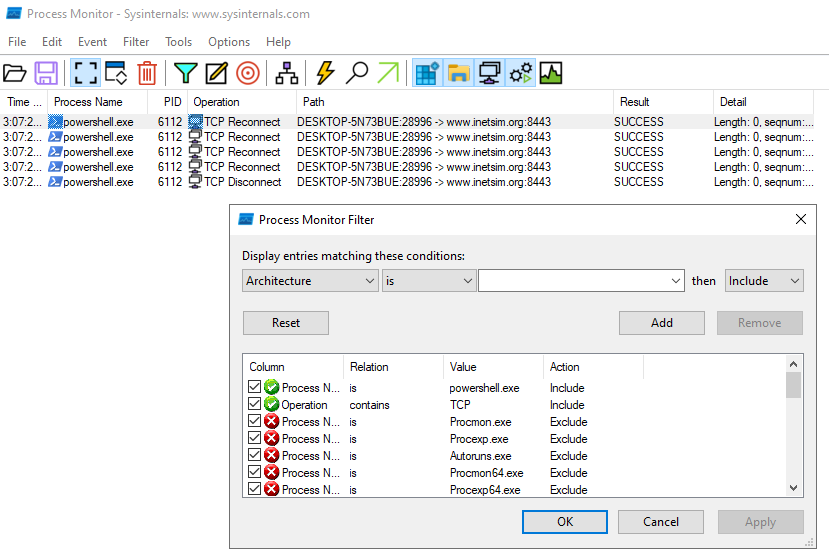 Process Monitor - Sysinternals: www.sysinternals.com
File Edit Event Filter Tools Options Help
Time ... Process Name PID Operation Path Result Detail
3:07:2... powershell.exe 6112 TCP Reconnect DESKTOP-5N73BUE:28996 -> www.inetsim.org:8443 SUCCESS Length: 0, seqnum:...
3:07:2... powershell.exe 6112 TCP Reconnect DESKTOP-5N73BUE:28996 -> www.inetsim.org:8443 SUCCESS Length: 0, seqnum:...
3:07:2... powershell.exe 6112 TCP Reconnect DESKTOP-5N73BUE:28996 -> www.inetsim.org:8443 SUCCESS Length: 0, seqnum:...
3:07:2... powershell.exe 6112 TCP Reconnect DESKTOP-5N73BUE:28996 -> www.inetsim.org:8443 SUCCESS Length: 0, seqnum:...
3:07:2... powershell.exe 6112 TCP Disconnect DESKTOP-5N73BUE:28996 -> www.inetsim.org:8443 SUCCESS Length: 0, seqnum:...
Process Monitor Filter
Display entries matching these conditions:
Architecture is then Include
Reset Add Remove
Column Relation Value Action
Process N... is powershell.exe Include
Operation contains TCP Include
Process N... is Procmon.exe Exclude
Process N... is Procexp.exe Exclude
Process N... is Autoruns.exe Exclude
Process N... is Procmon64.exe Exclude
Process N... is Procexp64.exe Exclude
OK Cancel Apply